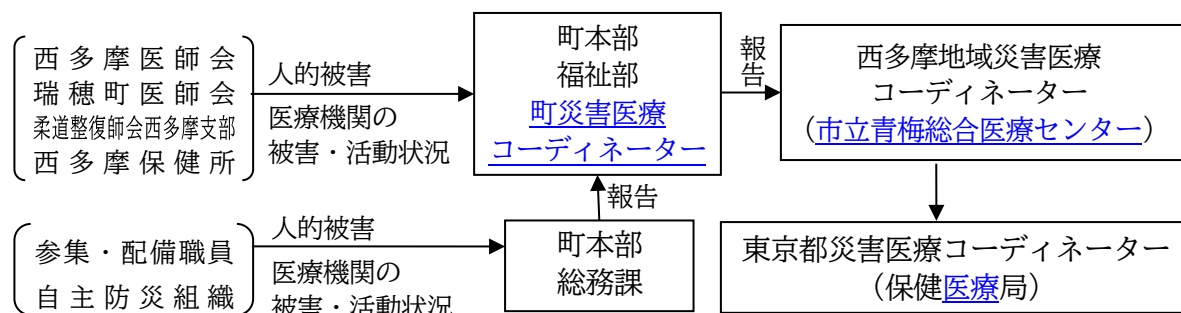 西多摩医師会
瑞穂町医師会
柔道整復師会西多摩支部
西多摩保健所
人的被害
医療機関の
被害・活動状況
町本部
福祉部
町災害医療
コーディネーター
報告
西多摩地域災害医療
コーディネーター
（市立青梅総合医療センター）
報告
参集・配備職員
自主防災組織
人的被害
医療機関の
被害・活動状況
町本部
総務課
東京都災害医療コーディネーター
（保健医療局）